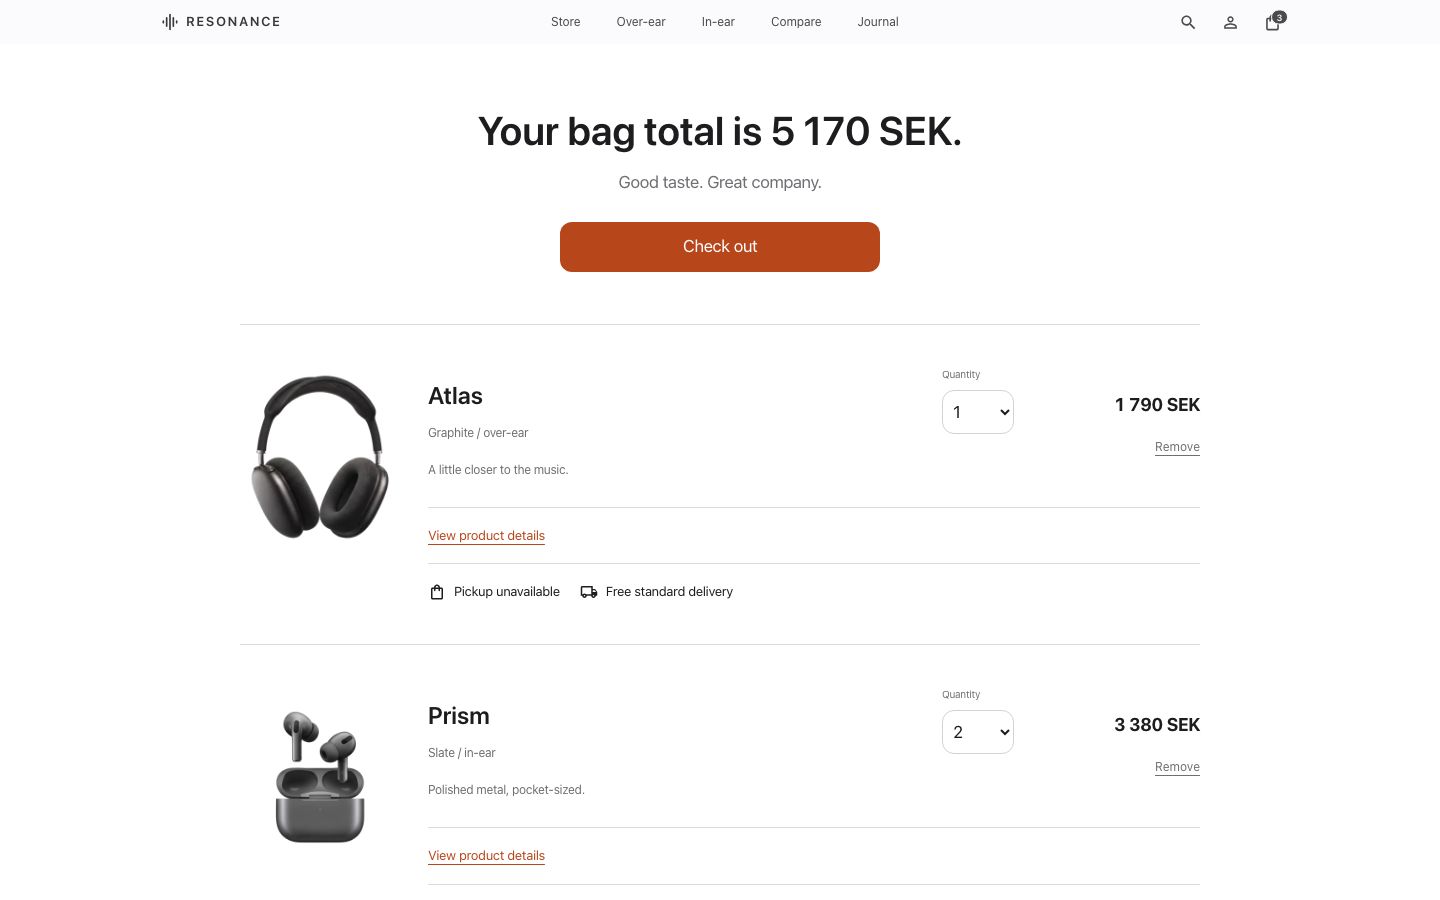 RESONANCE
Store Over-ear In-ear Compare Journal
3
Your bag total is 5 170 SEK.
Good taste. Great company.
Check out
Atlas
Graphite / over-ear
A little closer to the music.
Quantity
1
1 790 SEK
Remove
View product details
Pickup unavailable Free standard delivery
Prism
Slate / in-ear
Polished metal, pocket-sized.
Quantity
2
3 380 SEK
Remove
View product details